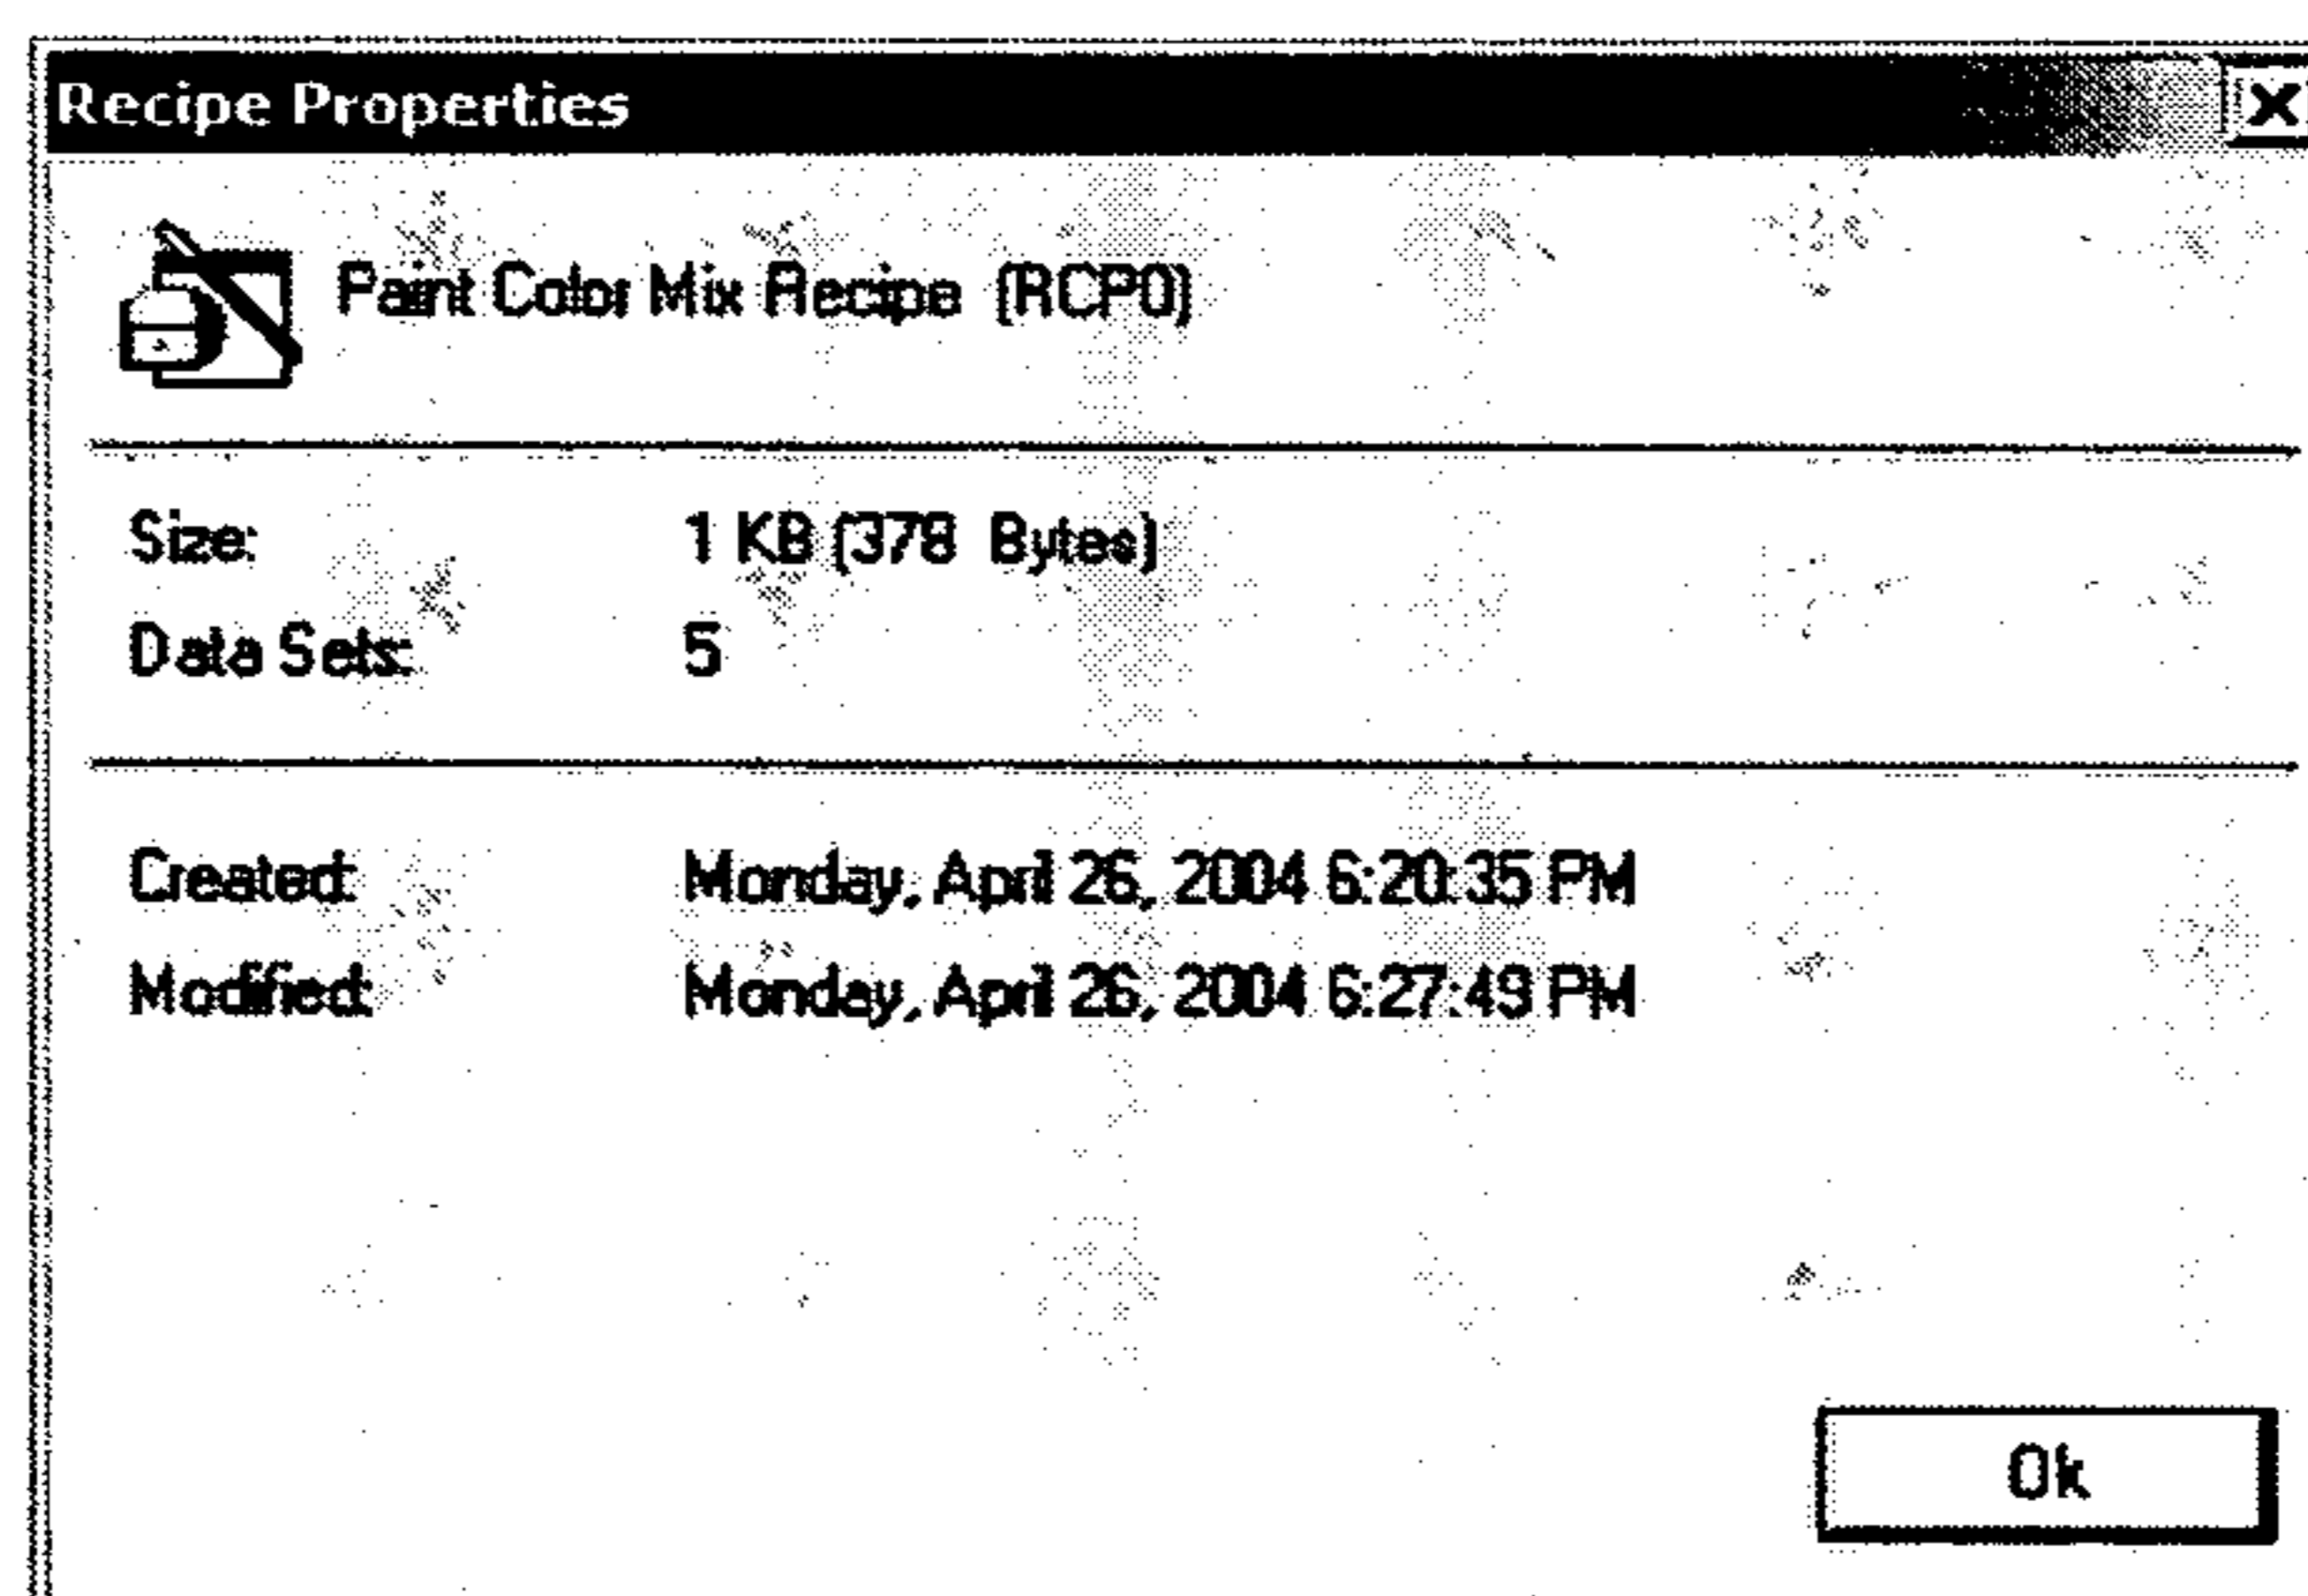 Recipe Properties
Paint Color Mix Recipe (RCP0)
Size: 1 KB (378 Bytes)
Data Sets: 5
Created: Monday, April 26, 2004 6:20:35 PM
Modified: Monday, April 26, 2004 6:27:49 PM
Ok